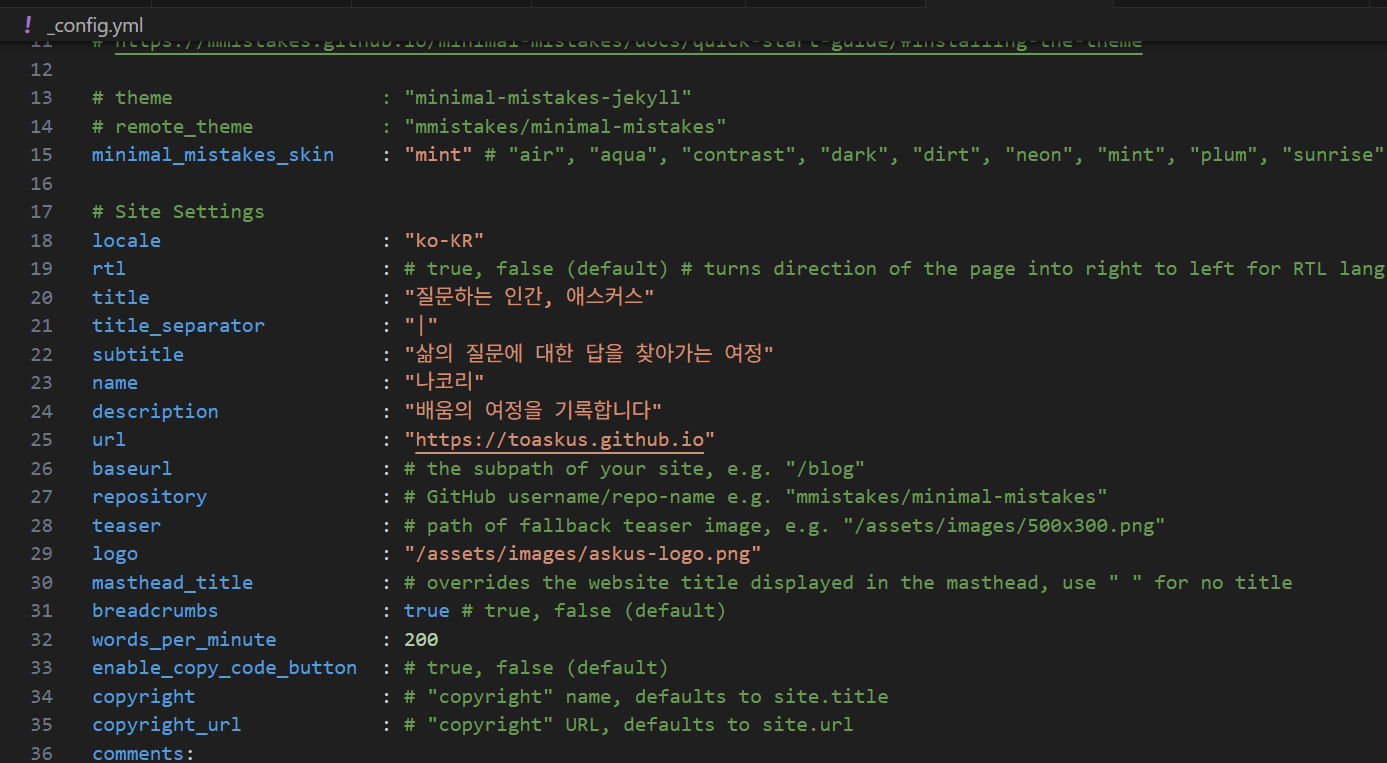 ! _config.yml
11 # https://mmistakes.github.io/minimal-mistakes/docs/quick-start-guide/#installing-the-theme
12
13 # theme : "minimal-mistakes-jekyll"
14 # remote_theme : "mmistakes/minimal-mistakes"
15 minimal_mistakes_skin : "mint" # "air", "aqua", "contrast", "dark", "dirt", "neon", "mint", "plum", "sunrise"
16
17 # Site Settings
18 locale : "ko-KR"
19 rtl : # true, false (default) # turns direction of the page into right to left for RTL lang
20 title : "질문하는 인간, 애스커스"
21 title_separator : "|"
22 subtitle : "삶의 질문에 대한 답을 찾아가는 여정"
23 name : "나코리"
24 description : "배움의 여정을 기록합니다"
25 url : "https://toaskus.github.io"
26 baseurl : # the subpath of your site, e.g. "/blog"
27 repository : # GitHub username/repo-name e.g. "mmistakes/minimal-mistakes"
28 teaser : # path of fallback teaser image, e.g. "/assets/images/500x300.png"
29 logo : "/assets/images/askus-logo.png"
30 masthead_title : # overrides the website title displayed in the masthead, use " " for no title
31 breadcrumbs : true # true, false (default)
32 words_per_minute : 200
33 enable_copy_code_button : # true, false (default)
34 copyright : # "copyright" name, defaults to site.title
35 copyright_url : # "copyright" URL, defaults to site.url
36 comments: